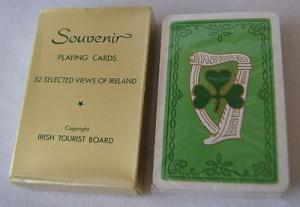 Souvenir
PLAYING CARDS
52 SELECTED VIEWS OF IRELAND
Copyright
IRISH TOURIST BOARD